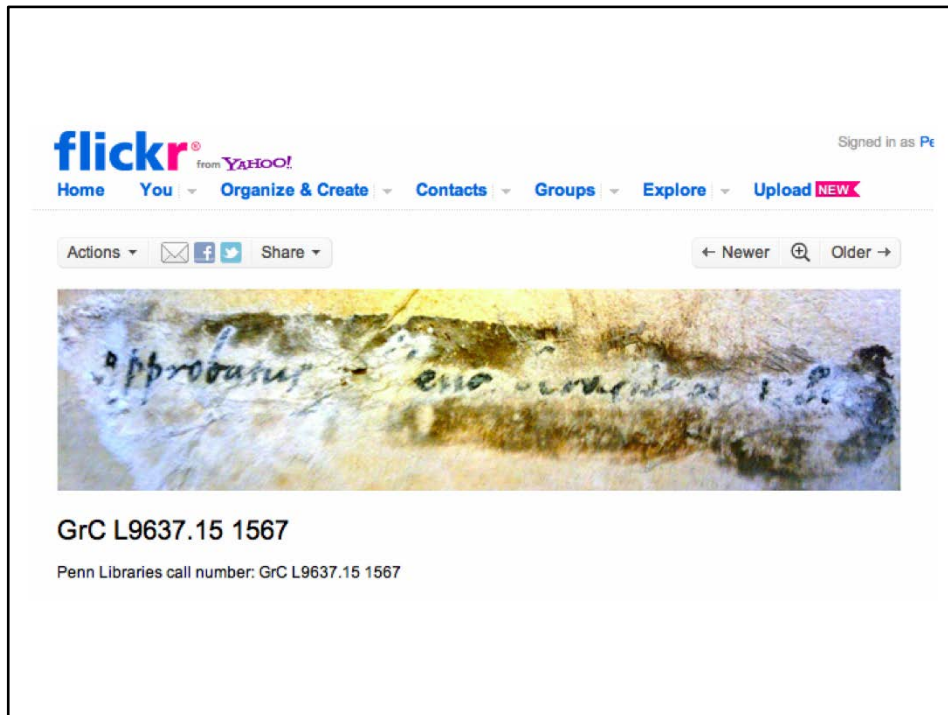 flickr® from YAHOO!
Signed in as Pe
Home You Organize & Create Contacts Groups Explore Upload NEW
Actions Share ← Newer Older →
approbatus
GrC L9637.15 1567
Penn Libraries call number: GrC L9637.15 1567